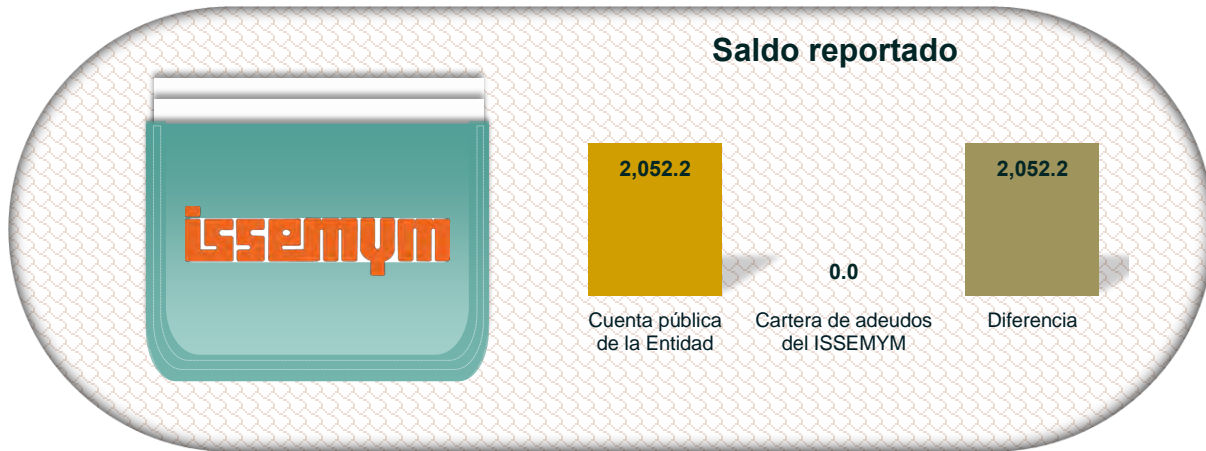 Saldo reportado
issemym
2,052.2
0.0
2,052.2
Cuenta pública
de la Entidad
Cartera de adeudos
del ISSEMYM
Diferencia